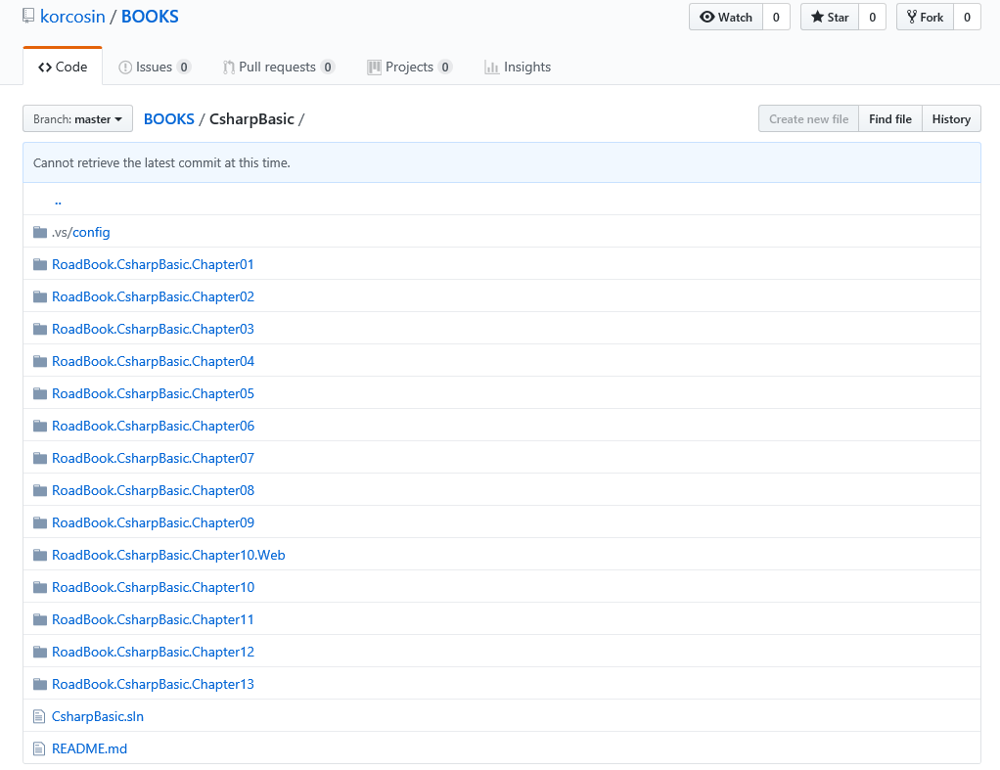 korcosin / BOOKS Watch 0 Star 0 Fork 0
Code Issues 0 Pull requests 0 Projects 0 Insights
Branch: master BOOKS / CsharpBasic / Create new file Find file History
Cannot retrieve the latest commit at this time.
..
.vs/config
RoadBook.CsharpBasic.Chapter01
RoadBook.CsharpBasic.Chapter02
RoadBook.CsharpBasic.Chapter03
RoadBook.CsharpBasic.Chapter04
RoadBook.CsharpBasic.Chapter05
RoadBook.CsharpBasic.Chapter06
RoadBook.CsharpBasic.Chapter07
RoadBook.CsharpBasic.Chapter08
RoadBook.CsharpBasic.Chapter09
RoadBook.CsharpBasic.Chapter10.Web
RoadBook.CsharpBasic.Chapter10
RoadBook.CsharpBasic.Chapter11
RoadBook.CsharpBasic.Chapter12
RoadBook.CsharpBasic.Chapter13
CsharpBasic.sln
README.md